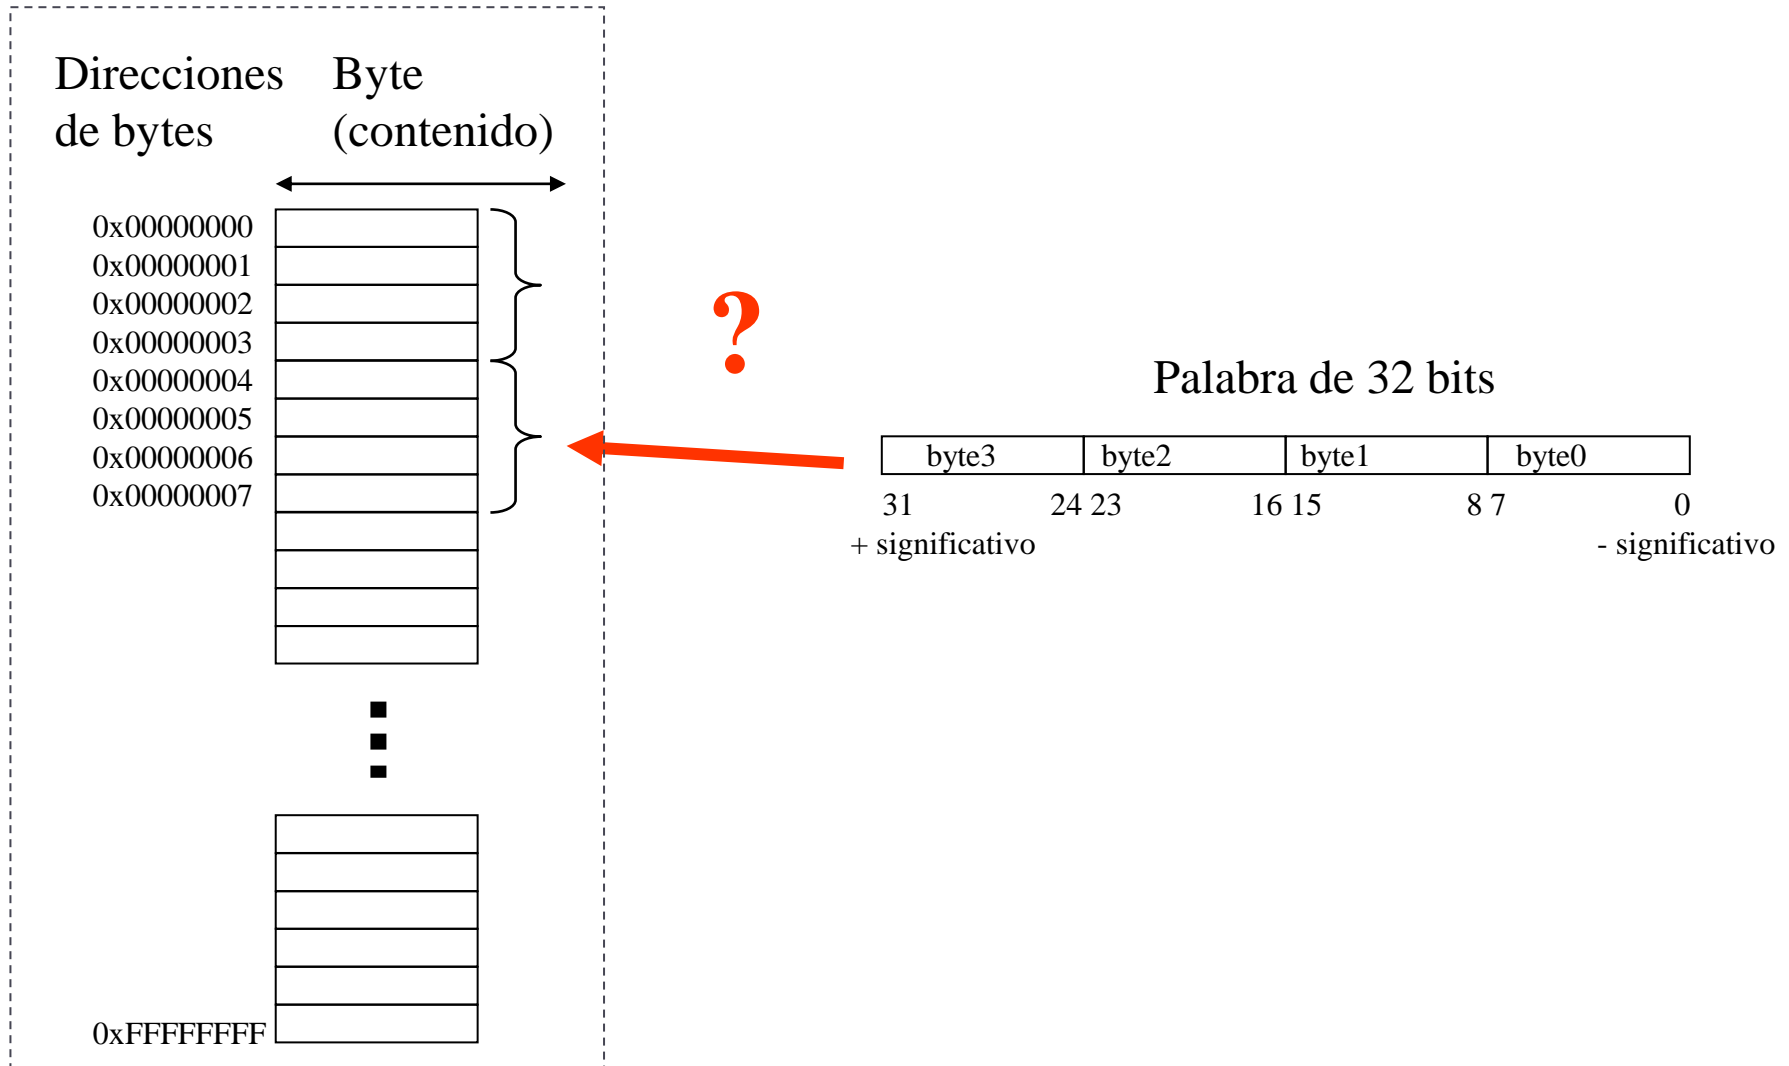 Direcciones
de bytes
Byte
(contenido)
0x00000000
0x00000001
0x00000002
0x00000003
0x00000004
0x00000005
0x00000006
0x00000007
0xFFFFFFFF
?
Palabra de 32 bits
byte3 byte2 byte1 byte0
31 24 23 16 15 8 7 0
+ significativo - significativo